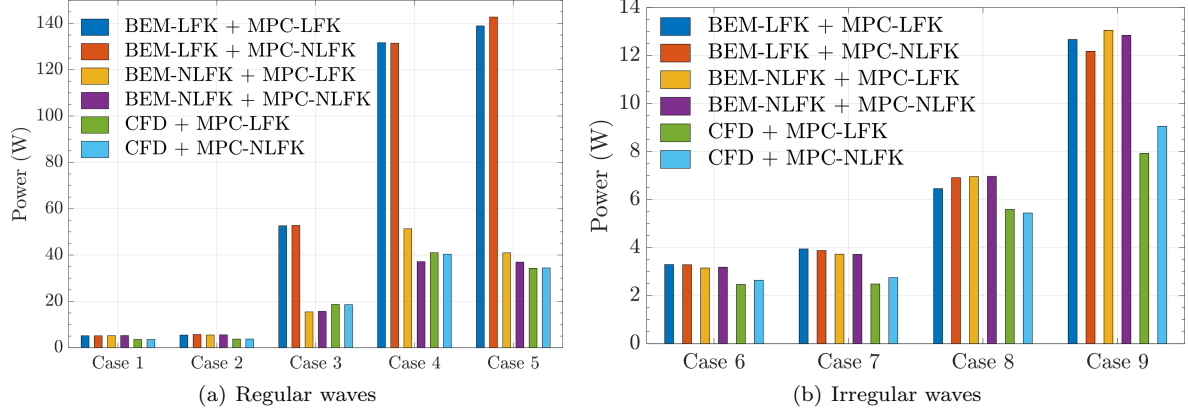 140
120
100
80
60
40
20
0
Power (W)
BEM-LFK + MPC-LFK
BEM-LFK + MPC-NLFK
BEM-NLFK + MPC-LFK
BEM-NLFK + MPC-NLFK
CFD + MPC-LFK
CFD + MPC-NLFK
Case 1 Case 2 Case 3 Case 4 Case 5
(a) Regular waves
14
12
10
8
6
4
2
0
Power (W)
BEM-LFK + MPC-LFK
BEM-LFK + MPC-NLFK
BEM-NLFK + MPC-LFK
BEM-NLFK + MPC-NLFK
CFD + MPC-LFK
CFD + MPC-NLFK
Case 6 Case 7 Case 8 Case 9
(b) Irregular waves